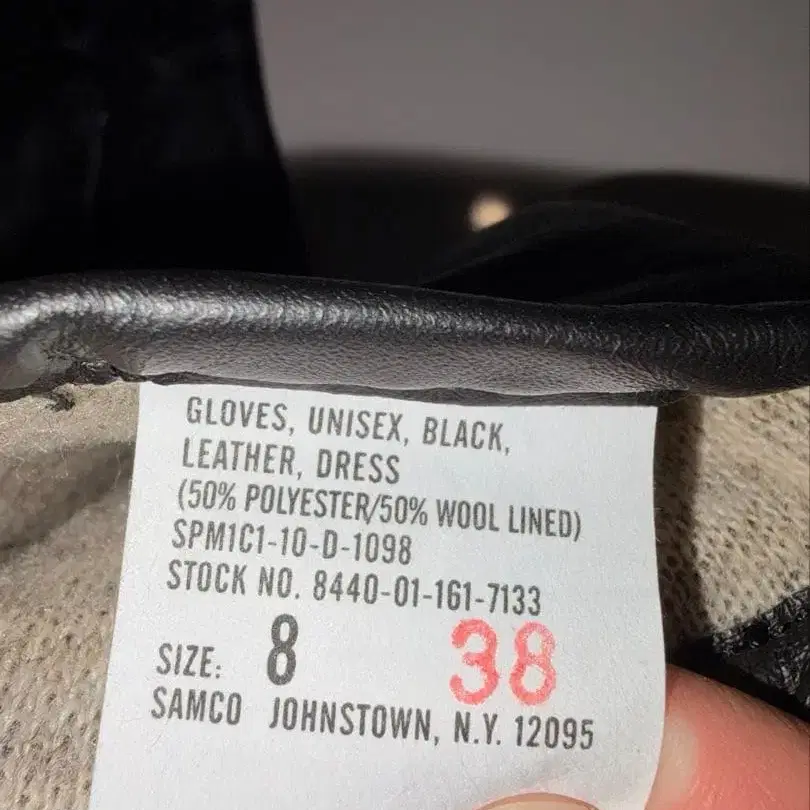 GLOVES, UNISEX, BLACK,
LEATHER, DRESS
(50% POLYESTER/50% WOOL LINED)
SPM1C1-10-D-1098
STOCK NO. 8440-01-161-7133
SIZE: 8 38
SAMCO JOHNSTOWN, N.Y. 12095